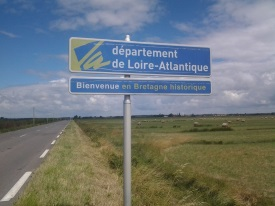 département
de Loire-Atlantique
Bienvenue en Bretagne historique